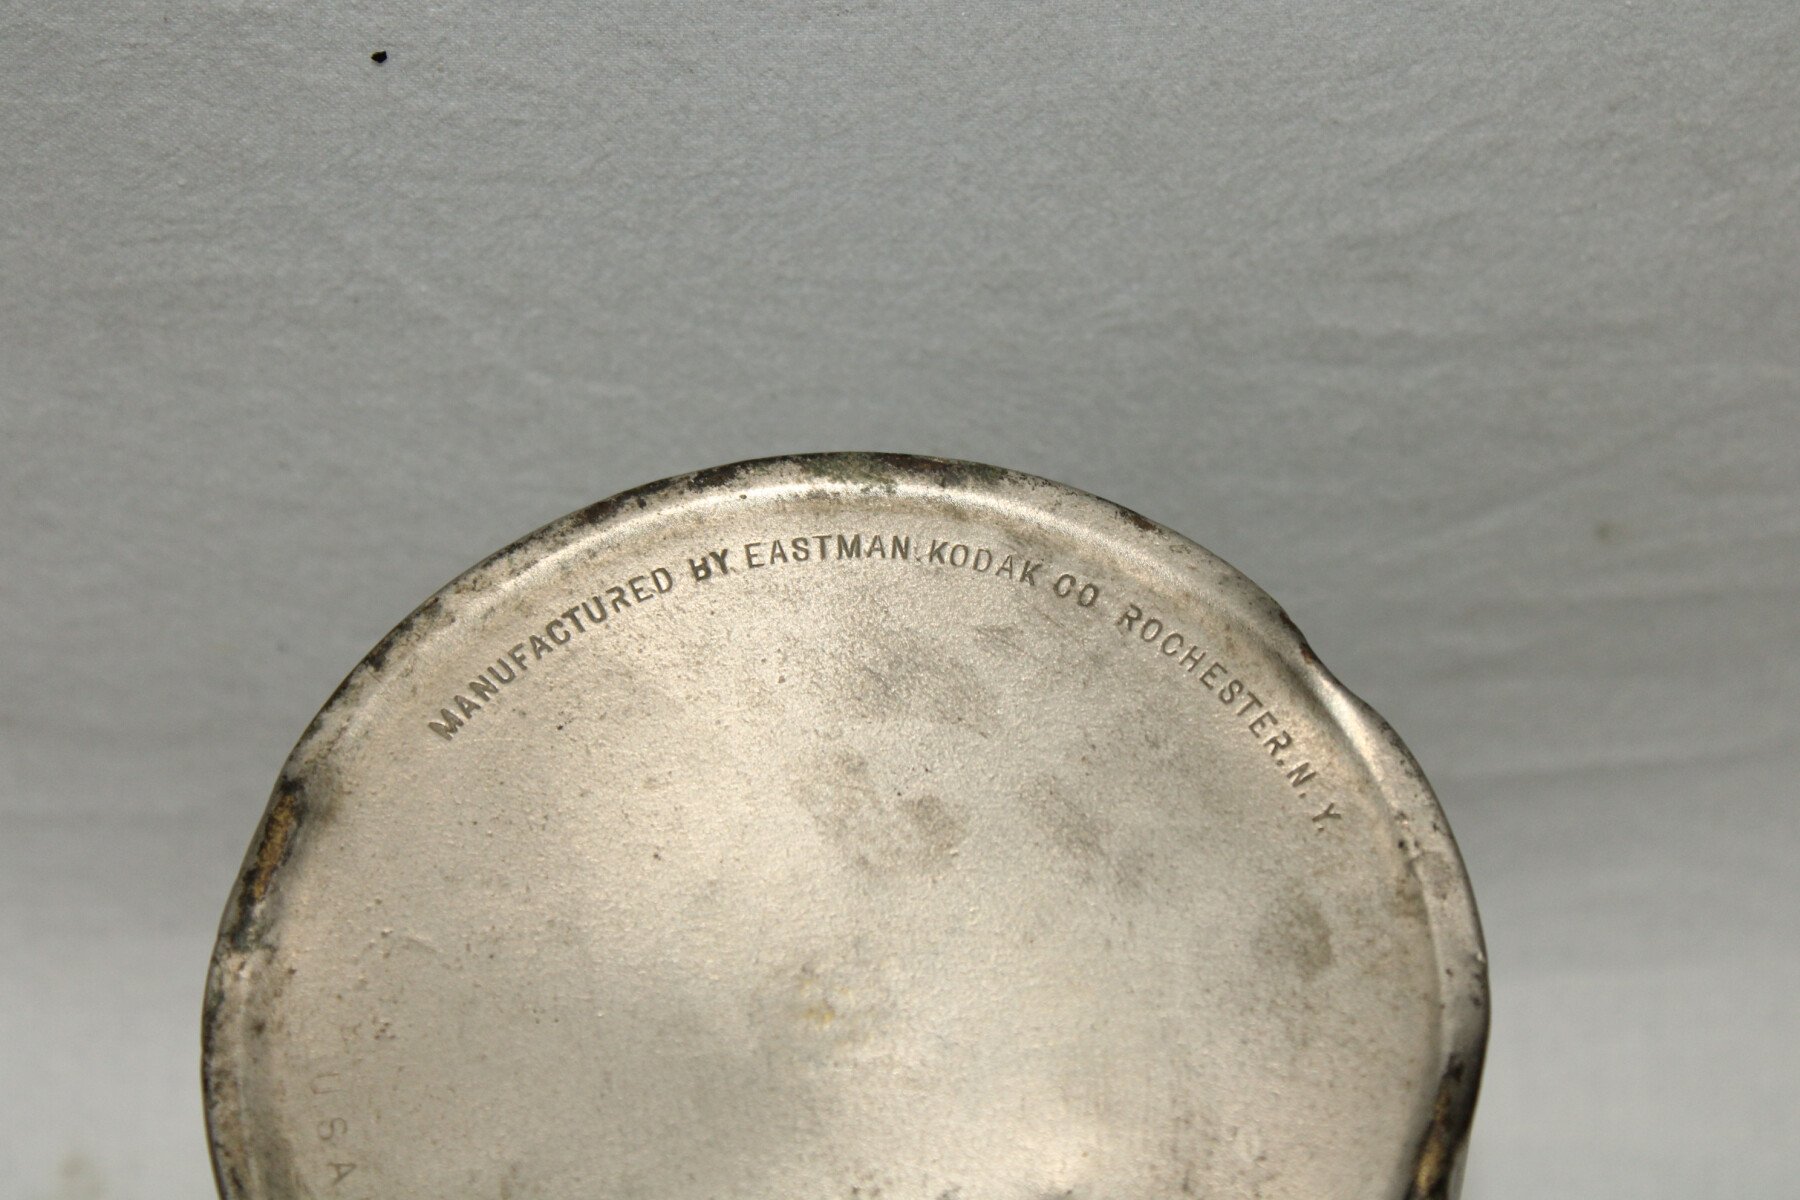 MANUFACTURED BY EASTMAN.KODAK CO. ROCHESTER.N.Y.
USA